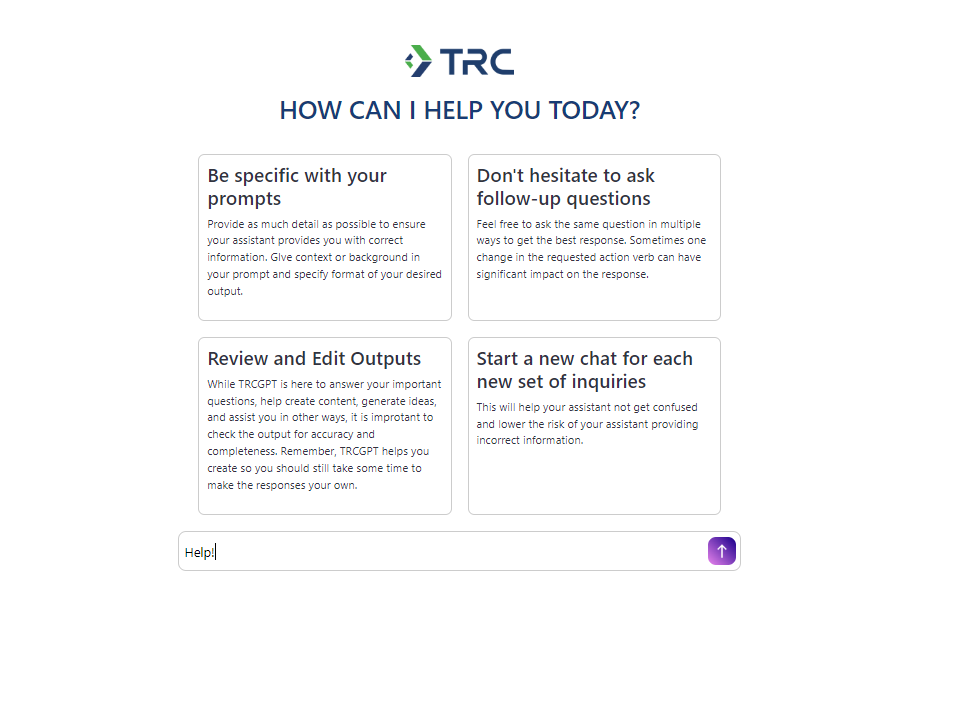 TRC
HOW CAN I HELP YOU TODAY?
Be specific with your
prompts
Provide as much detail as possible to ensure
your assistant provides you with correct
information. GIve context or background in
your prompt and specify format of your desired
output.
Don't hesitate to ask
follow-up questions
Feel free to ask the same question in multiple
ways to get the best response. Sometimes one
change in the requested action verb can have
significant impact on the response.
Review and Edit Outputs
While TRCGPT is here to answer your important
questions, help create content, generate ideas,
and assist you in other ways, it is improtant to
check the output for accuracy and
completeness. Remember, TRCGPT helps you
create so you should still take some time to
make the responses your own.
Start a new chat for each
new set of inquiries
This will help your assistant not get confused
and lower the risk of your assistant providing
incorrect information.
Help!